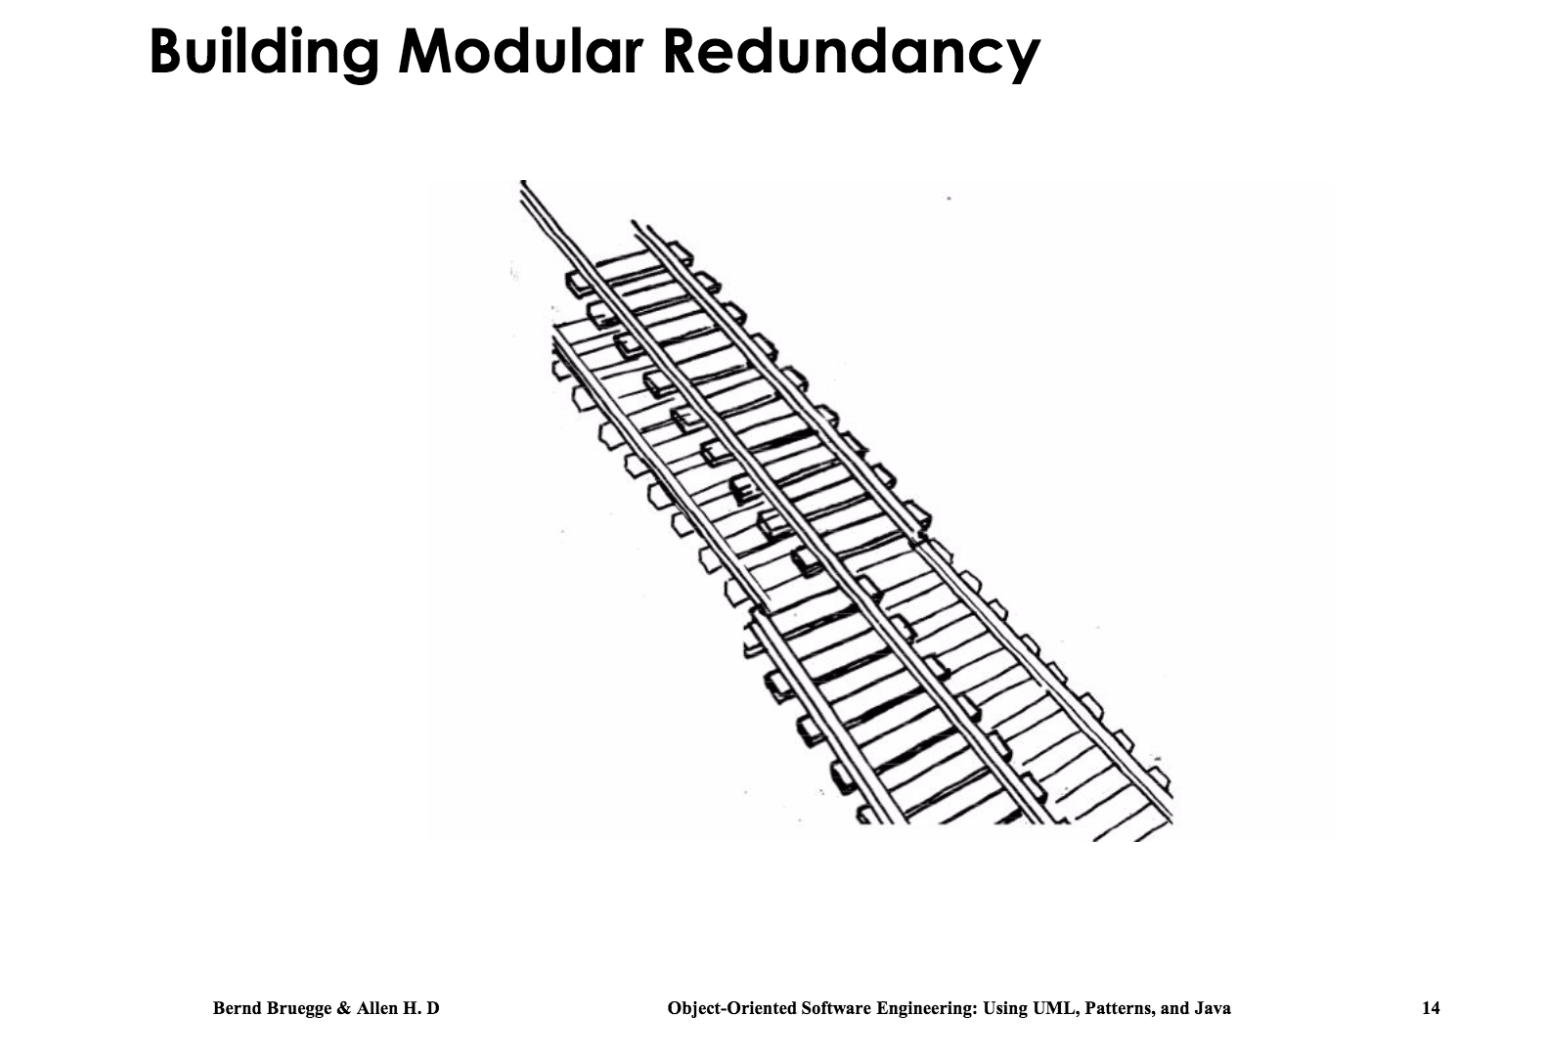 Building Modular Redundancy
Bernd Bruegge & Allen H. D
Object-Oriented Software Engineering: Using UML, Patterns, and Java
14